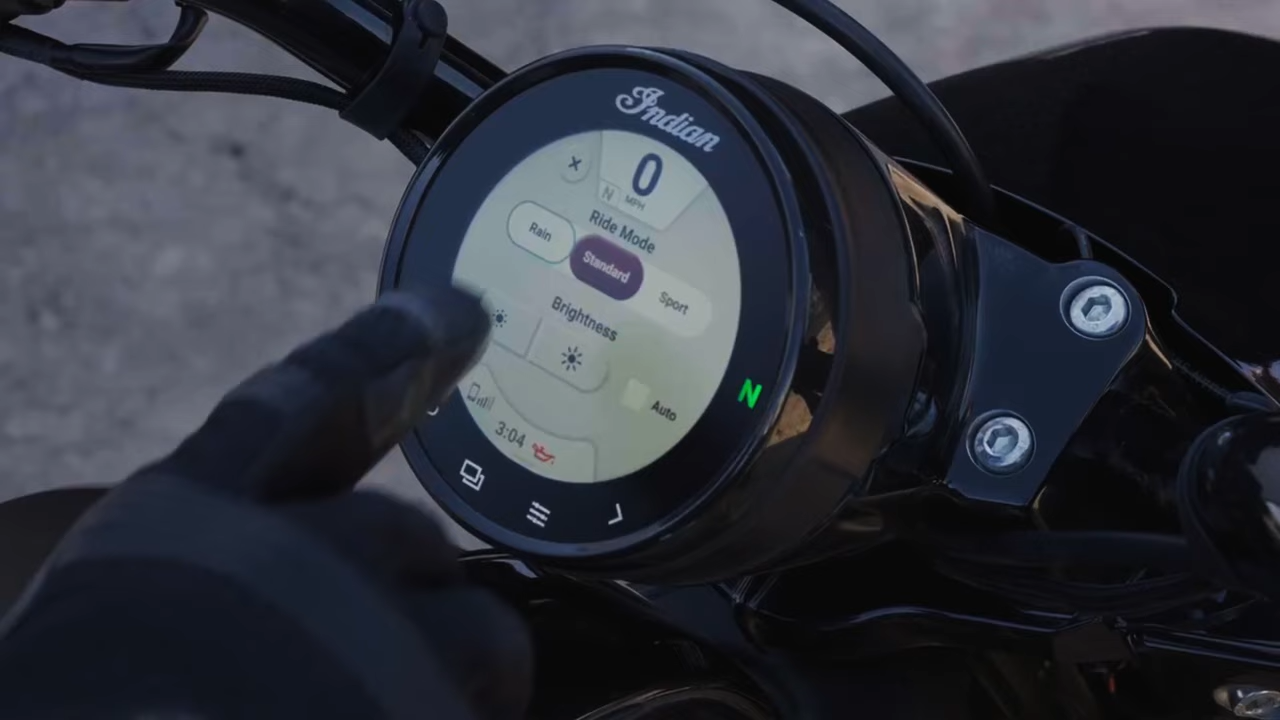 Indian
0
N MPH
Ride Mode
Rain Standard Sport
Brightness
Auto
N
3:04